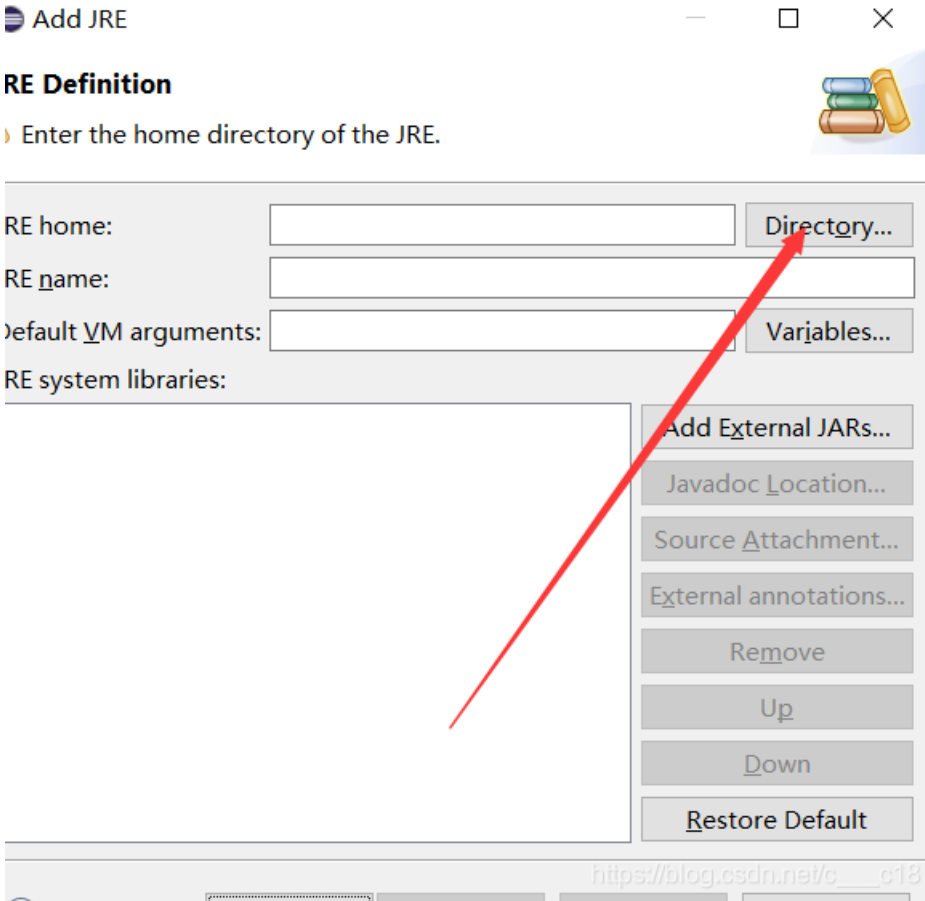 Add JRE
RE Definition
Enter the home directory of the JRE.
RE home:
Directory...
RE name:
Default VM arguments:
Variables...
RE system libraries:
Add External JARs...
Javadoc Location...
Source Attachment...
External annotations...
Remove
Up
Down
Restore Default
https://blog.csdn.net/c___c18